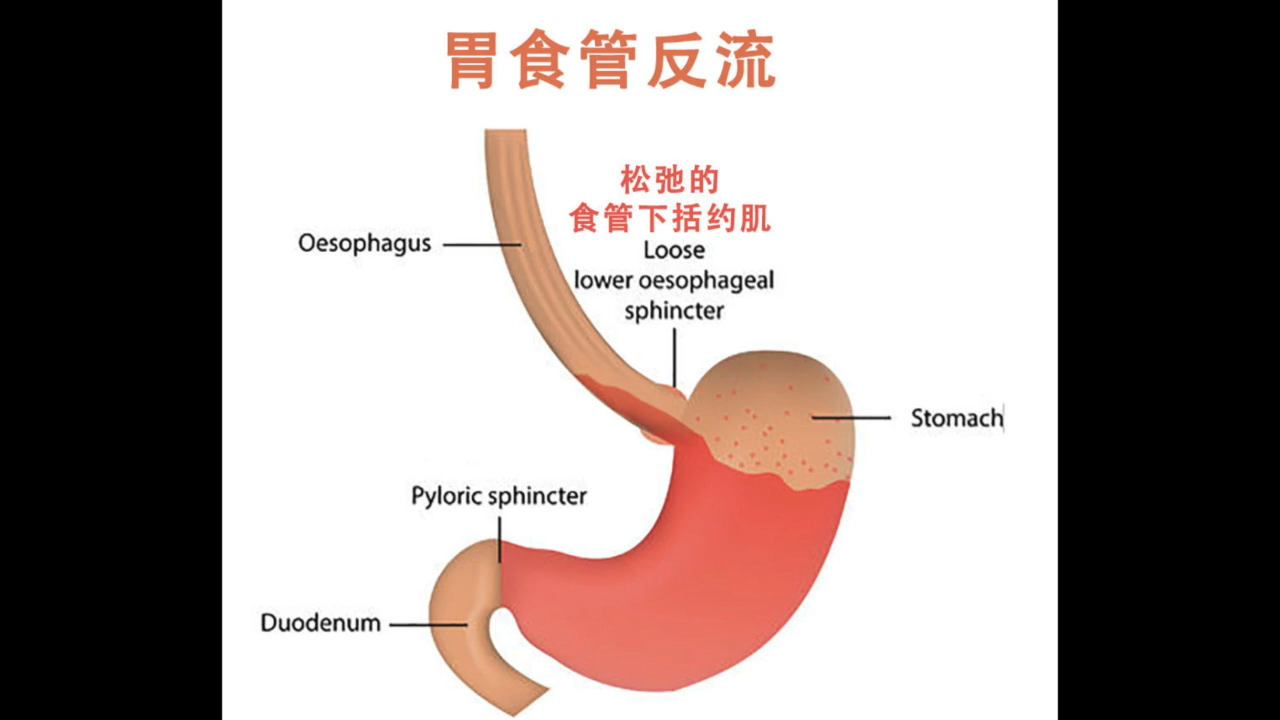 胃食管反流
松弛的
食管下括约肌
Loose
lower oesophageal
sphincter
Oesophagus
Stomach
Pyloric sphincter
Duodenum